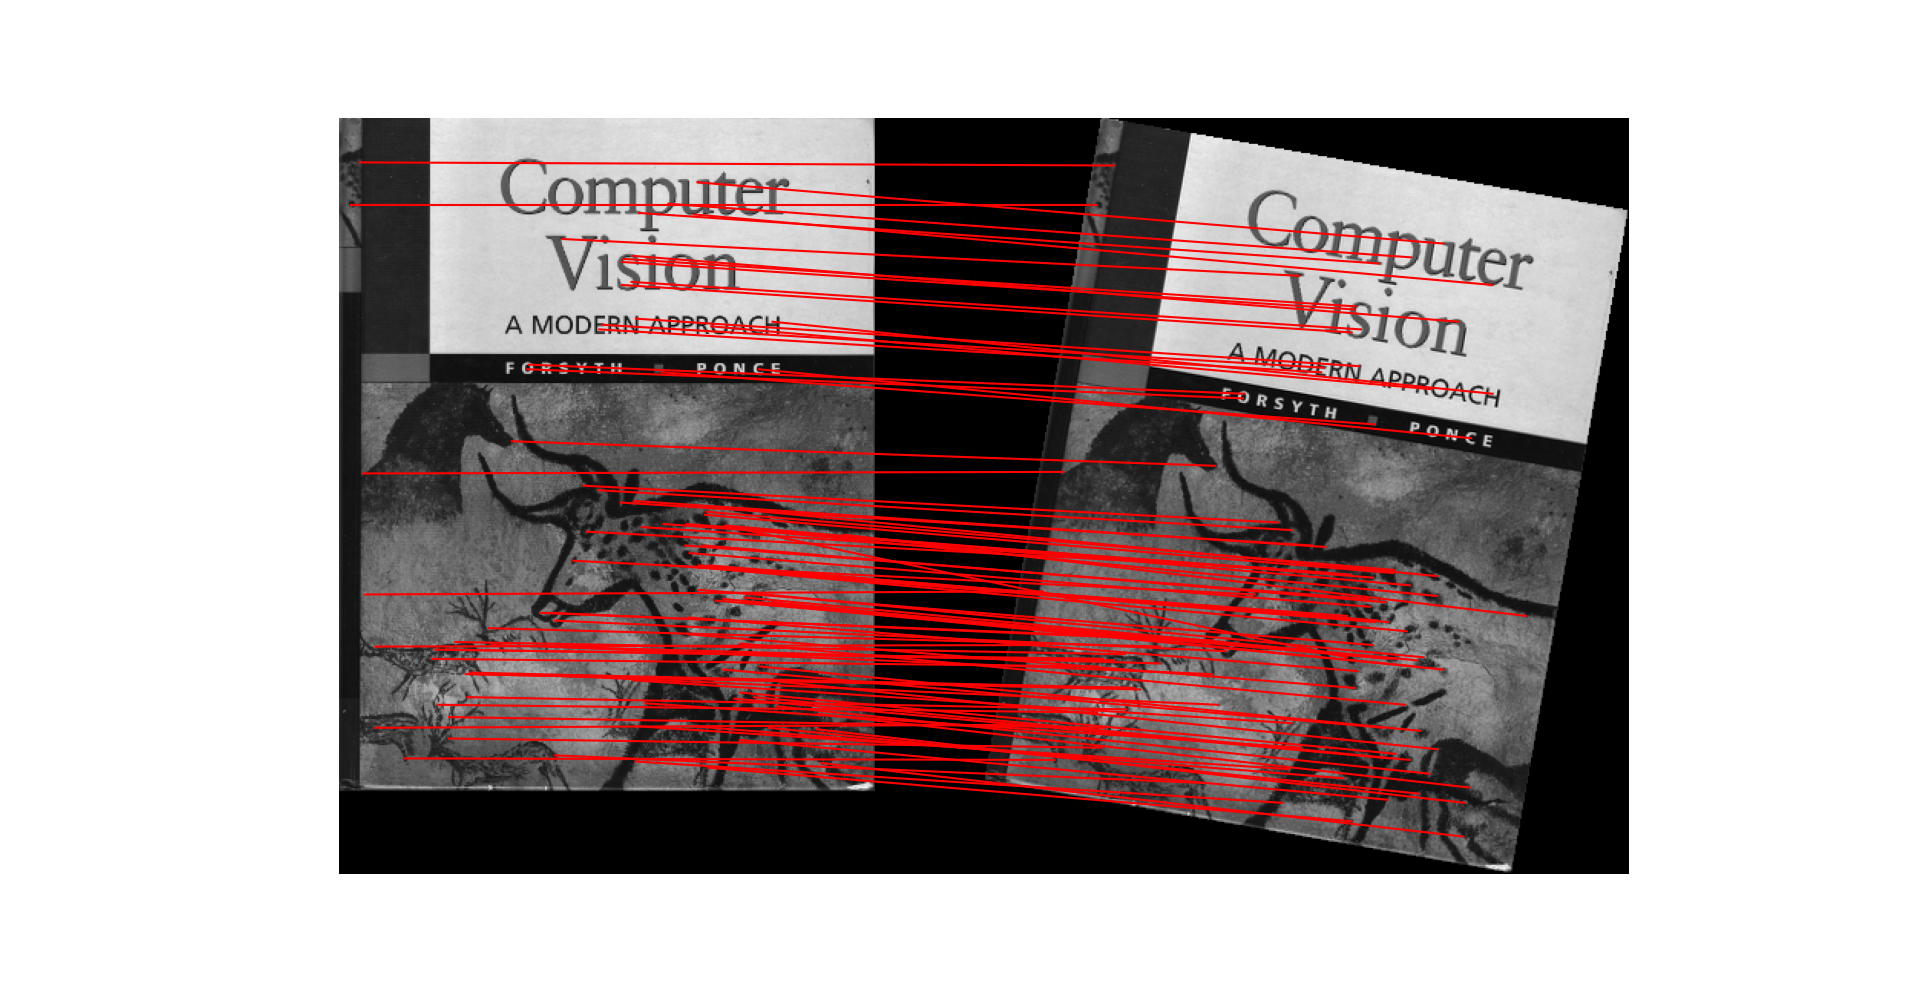 Computer
Vision
A MODERN APPROACH
FORSYTH ■ PONCE
Computer
Vision
A MODERN APPROACH
FORSYTH ■ PONCE